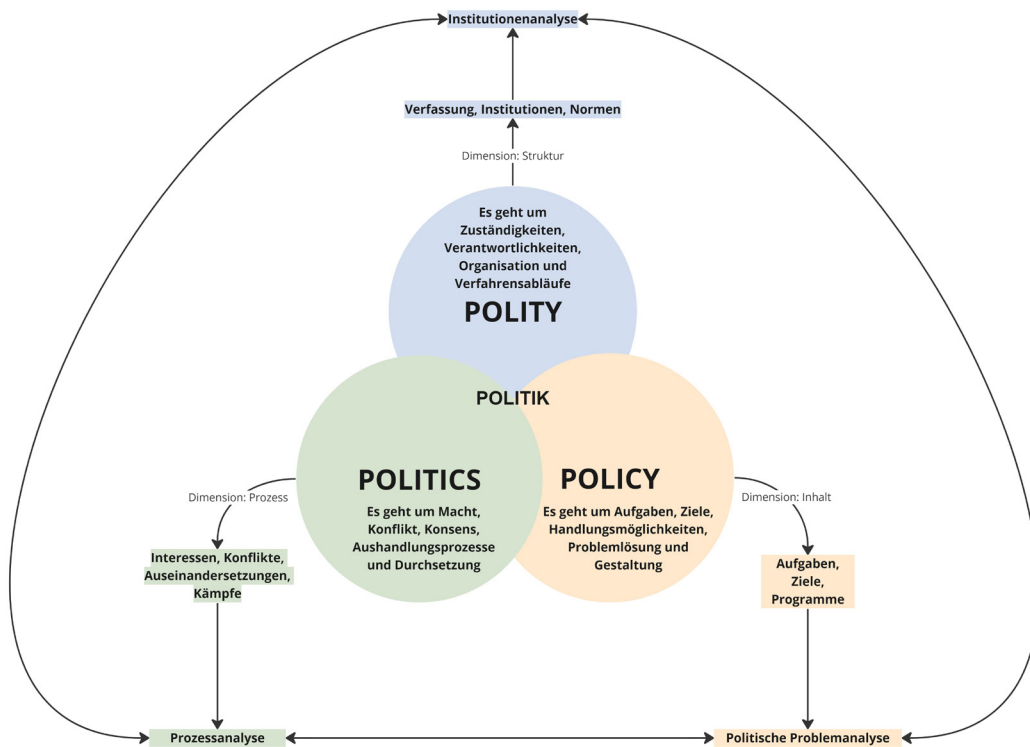 Institutionenanalyse
Verfassung, Institutionen, Normen
Dimension: Struktur
Es geht um
Zuständigkeiten,
Verantwortlichkeiten,
Organisation und
Verfahrensabläufe
POLITY
POLITIK
POLITICS
Es geht um Macht,
Konflikt, Konsens,
Aushandlungsprozesse
und Durchsetzung
POLICY
Es geht um Aufgaben, Ziele,
Handlungsmöglichkeiten,
Problemlösung und
Gestaltung
Dimension: Prozess
Interessen, Konflikte,
Auseinandersetzungen,
Kämpfe
Dimension: Inhalt
Aufgaben,
Ziele,
Programme
Prozessanalyse
Politische Problemanalyse